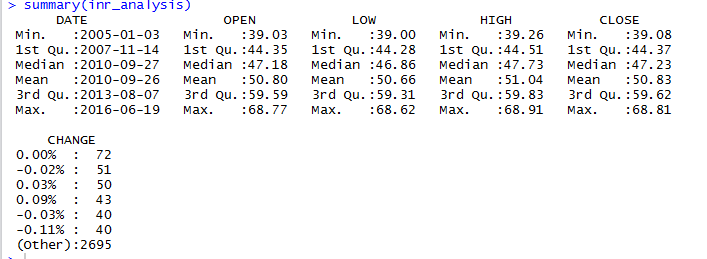 > summary(inr_analysis)
DATE OPEN LOW HIGH CLOSE
Min. :2005-01-03 Min. :39.03 Min. :39.00 Min. :39.26 Min. :39.08
1st Qu.:2007-11-14 1st Qu.:44.35 1st Qu.:44.28 1st Qu.:44.51 1st Qu.:44.37
Median :2010-09-27 Median :47.18 Median :46.86 Median :47.73 Median :47.23
Mean :2010-09-26 Mean :50.80 Mean :50.66 Mean :51.04 Mean :50.83
3rd Qu.:2013-08-07 3rd Qu.:59.59 3rd Qu.:59.31 3rd Qu.:59.83 3rd Qu.:59.62
Max. :2016-06-19 Max. :68.77 Max. :68.62 Max. :68.91 Max. :68.81
CHANGE
0.00% : 72
-0.02% : 51
0.03% : 50
0.09% : 43
-0.03% : 40
-0.11% : 40
(Other):2695
>